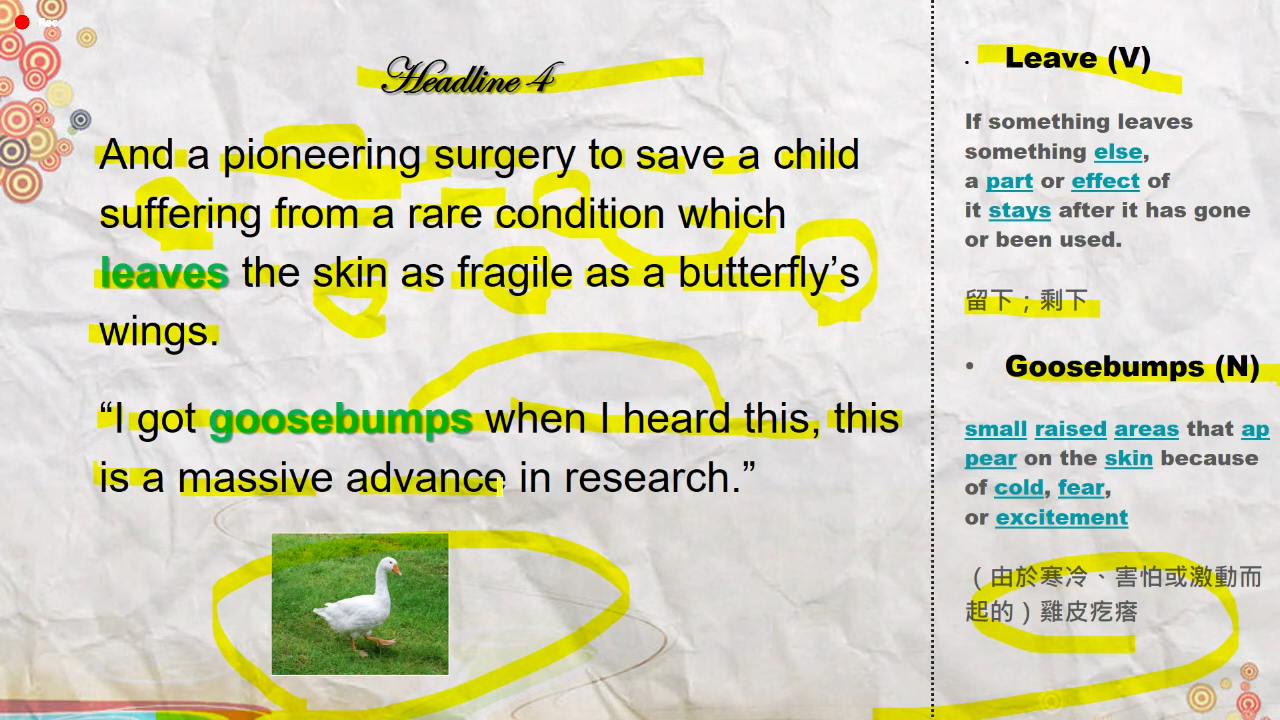 Headline 4
And a pioneering surgery to save a child
suffering from a rare condition which
leaves the skin as fragile as a butterfly’s
wings.
“I got goosebumps when I heard this, this
is a massive advance in research.”
• Leave (V)
If something leaves
something else,
a part or effect of
it stays after it has gone
or been used.
留下；剩下
• Goosebumps (N)
small raised areas that ap
pear on the skin because
of cold, fear,
or excitement
（由於寒冷、害怕或激動而
起的）雞皮疙瘩